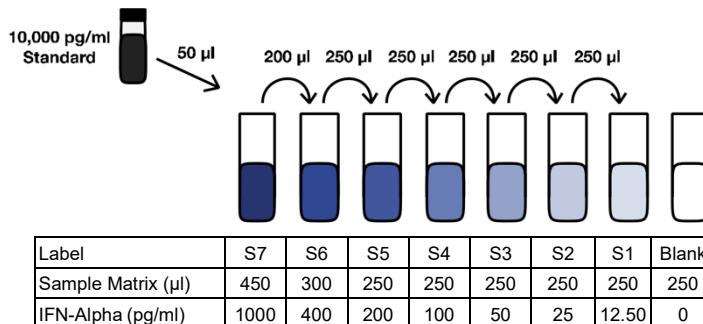 10,000 pg/ml
Standard
50 µl
200 µl 250 µl 250 µl 250 µl 250 µl 250 µl
Label S7 S6 S5 S4 S3 S2 S1 Blank
Sample Matrix (µl) 450 300 250 250 250 250 250 250
IFN-Alpha (pg/ml) 1000 400 200 100 50 25 12.50 0